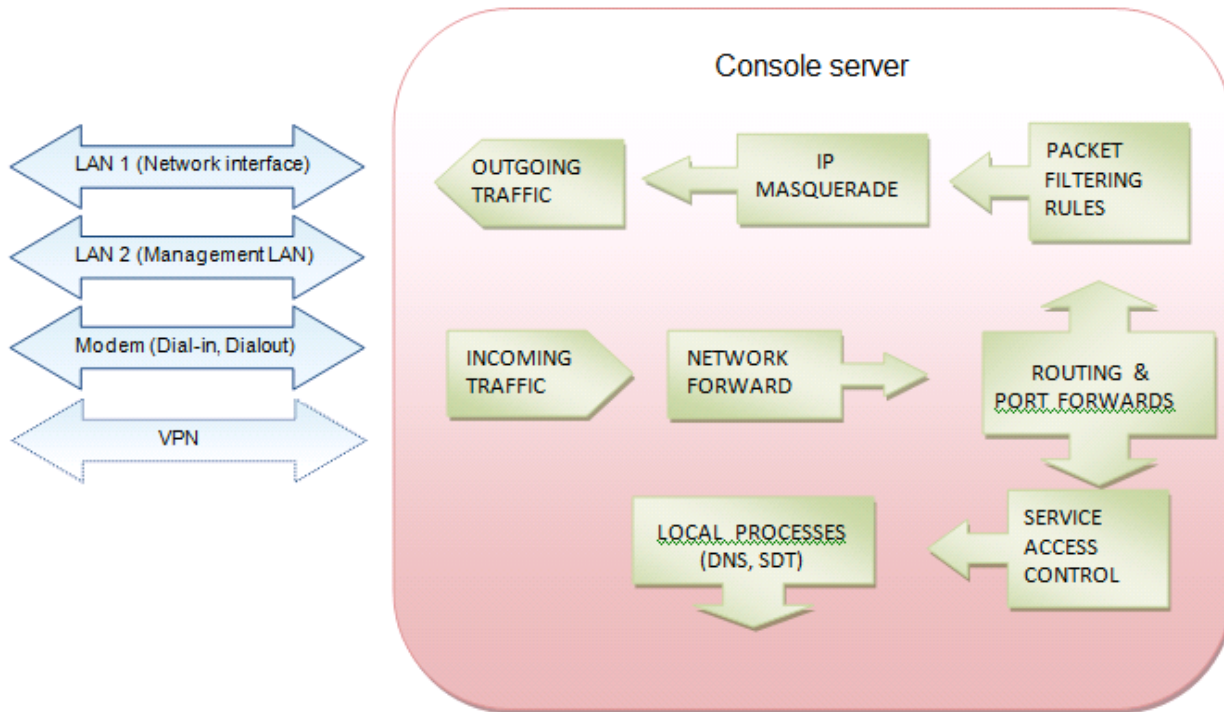 Console server
LAN 1 (Network interface)
LAN 2 (Management LAN)
Modem (Dial-in, Dialout)
VPN
OUTGOING
TRAFFIC
IP
MASQUERADE
PACKET
FILTERING
RULES
INCOMING
TRAFFIC
NETWORK
FORWARD
ROUTING &
PORT FORWARDS
LOCAL PROCESSES
(DNS, SDT)
SERVICE
ACCESS
CONTROL